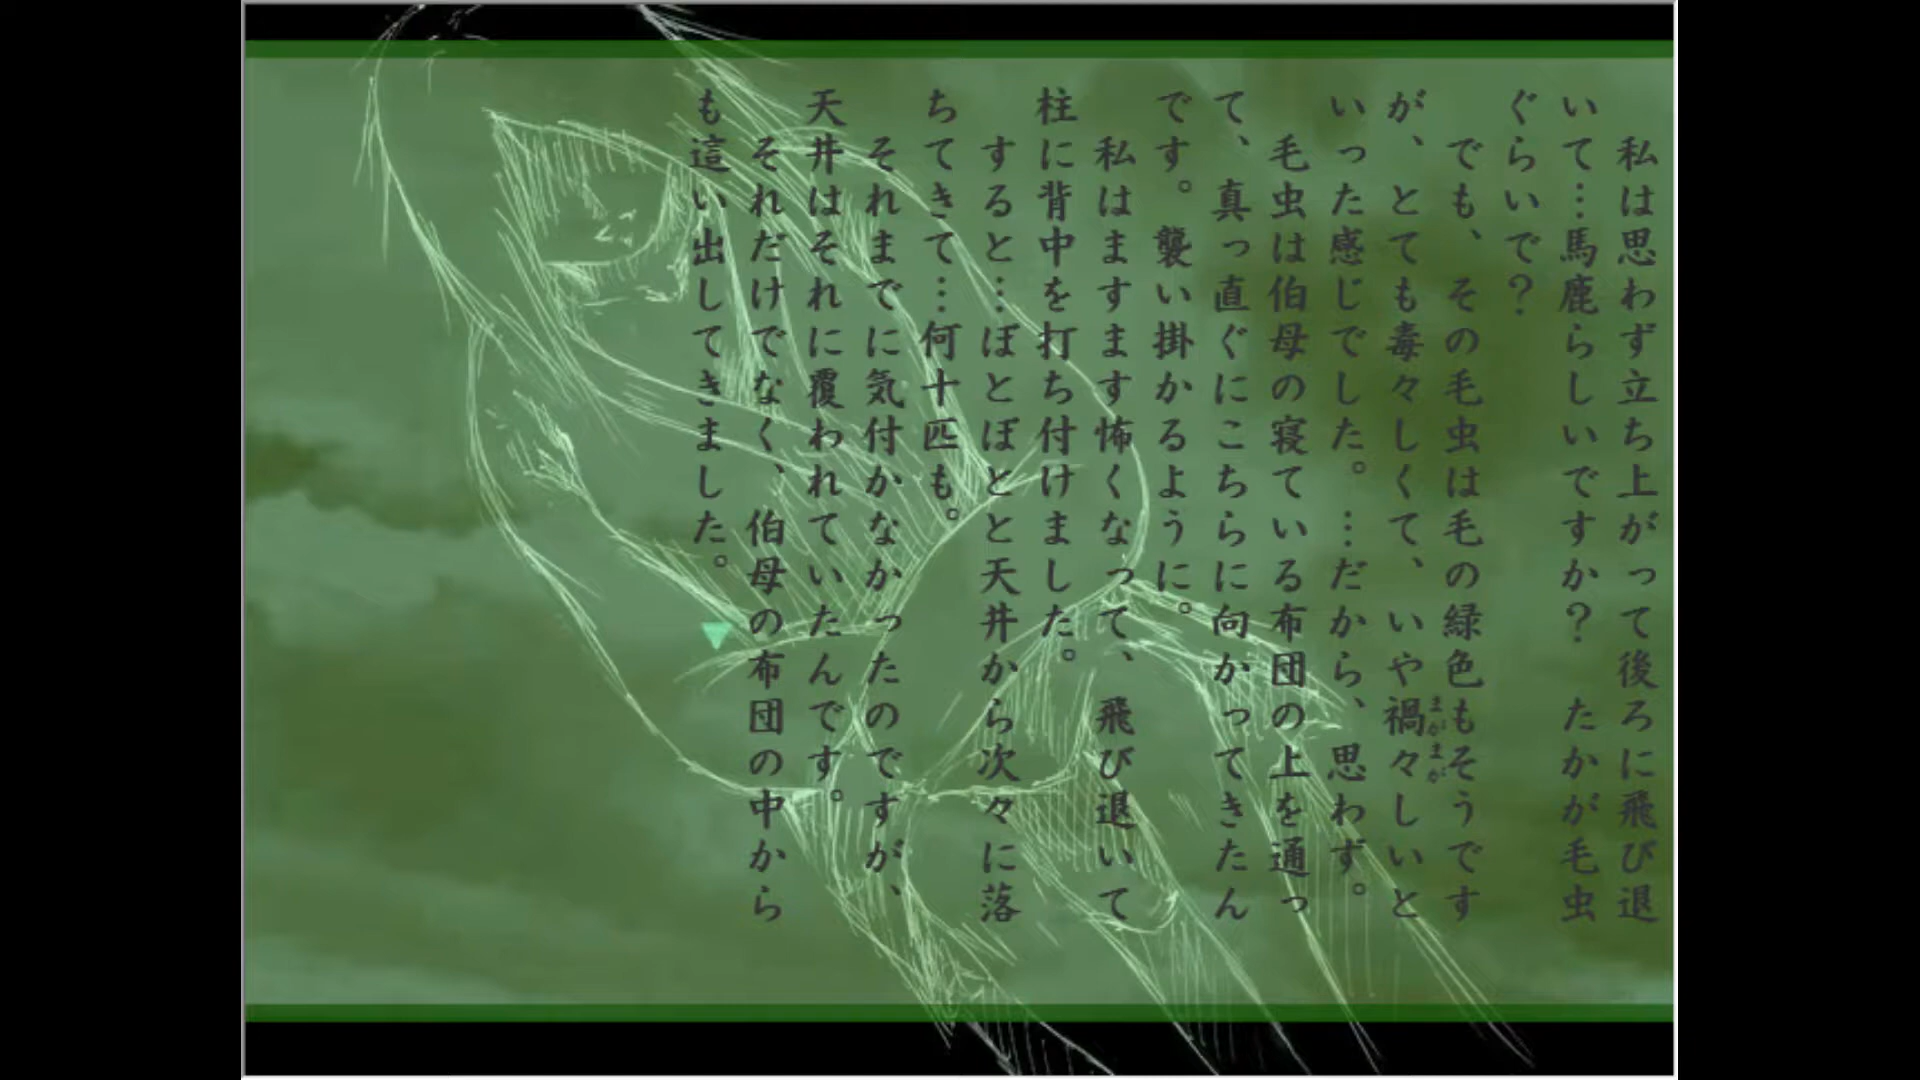 私は思わず立ち上がって後ろに飛び退
いて…馬鹿らしいですか？　たかが毛虫
ぐらいで？
でも、その毛虫は毛の緑色もそうです
が、とても毒々しくて、いや禍々しいと
まがまが
いった感じでした。…だから、思わず。
毛虫は伯母の寝ている布団の上を通っ
て、真っ直ぐにこちらに向かってきたん
です。襲い掛かるように。
私はますます怖くなって、飛び退いて
柱に背中を打ち付けました。
すると…ぼとぼとと天井から次々に落
ちてきて…何十匹も。
それまでに気付かなかったのですが、
天井はそれに覆われていたんです。
それだけでなく、伯母の布団の中から
も這い出してきました。